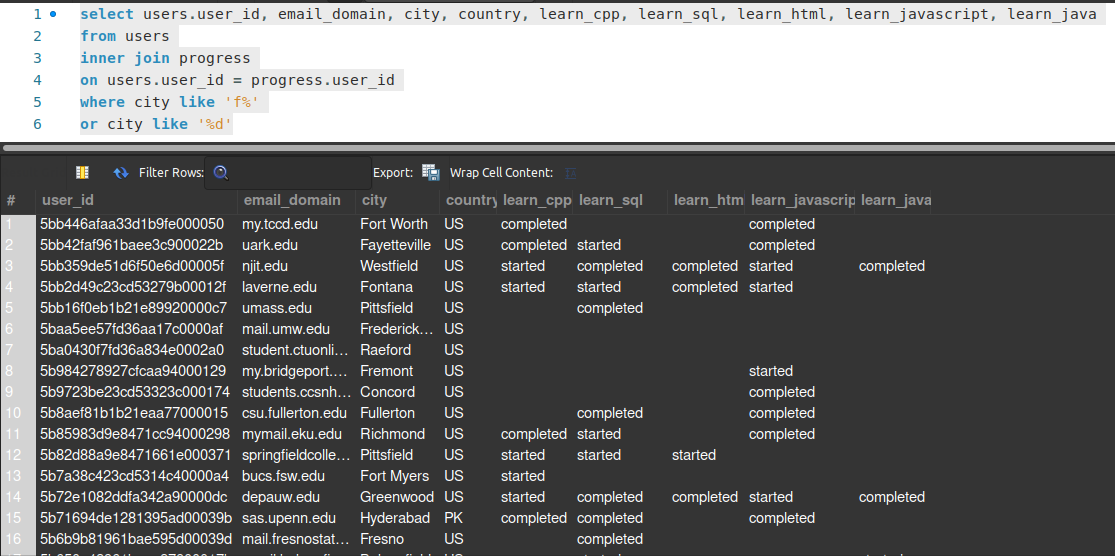 1 select users.user_id, email_domain, city, country, learn_cpp, learn_sql, learn_html, learn_javascript, learn_java
2 from users
3 inner join progress
4 on users.user_id = progress.user_id
5 where city like 'f%'
6 or city like '%d'
Filter Rows: Export: Wrap Cell Content:
# user_id email_domain city country learn_cpp learn_sql learn_htm learn_javascrip learn_java
1 5bb446afaa33d1b9fe000050 my.tccd.edu Fort Worth US completed completed
2 5bb42faf961baee3c900022b uark.edu Fayetteville US completed started completed
3 5bb359de51d6f50e6d00005f njit.edu Westfield US started completed completed started completed
4 5bb2d49c23cd53279b00012f laverne.edu Fontana US started started completed started
5 5bb16f0eb1b21e89920000c7 umass.edu Pittsfield US completed
6 5baa5ee57fd36aa17c0000af mail.umw.edu Frederick... US
7 5ba0430f7fd36a834e0002a0 student.ctuonli... Raeford US
8 5b984278927cfcaa94000129 my.bridgeport.... Fremont US started
9 5b9723be23cd53323c000174 students.ccsnh... Concord US completed
10 5b8aef81b1b21eaa77000015 csu.fullerton.edu Fullerton US completed completed
11 5b85983d9e8471cc94000298 mymail.eku.edu Richmond US completed started completed
12 5b82d88a9e8471661e000371 springfieldcolle... Pittsfield US started started started
13 5b7a38c423cd5314c40000a4 bucs.fsw.edu Fort Myers US started
14 5b72e1082ddfa342a90000dc depauw.edu Greenwood US started completed completed started completed
15 5b71694de1281395ad00039b sas.upenn.edu Hyderabad PK completed completed completed
16 5b6b9b81961bae595d00039d mail.fresnostat... Fresno US completed